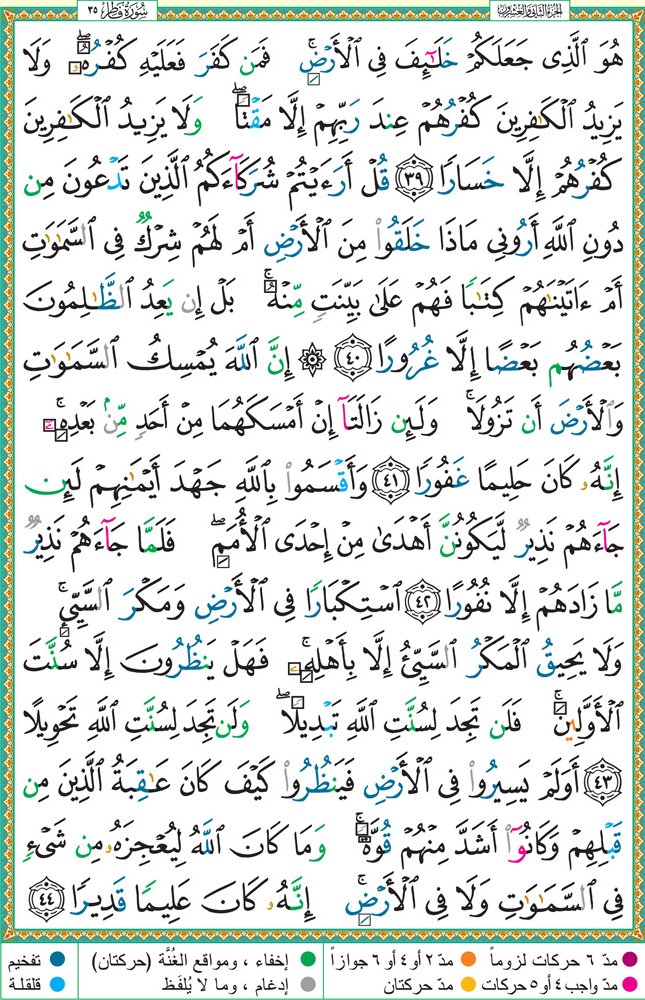 الجزء الثاني والعشرون
سُورَةُ فَاطِرٍ ٣٥
هُوَ ٱلَّذِى جَعَلَكُمْ خَلَٰٓئِفَ فِى ٱلْأَرْضِ ۚ فَمَن كَفَرَ فَعَلَيْهِ كُفْرُهُۥ ۖ وَلَا
يَزِيدُ ٱلْكَٰفِرِينَ كُفْرُهُمْ عِندَ رَبِّهِمْ إِلَّا مَقْتًا ۖ وَلَا يَزِيدُ ٱلْكَٰفِرِينَ
كُفْرُهُمْ إِلَّا خَسَارًا ٣٩ قُلْ أَرَءَيْتُمْ شُرَكَآءَكُمُ ٱلَّذِينَ تَدْعُونَ مِن
دُونِ ٱللَّهِ أَرُونِى مَاذَا خَلَقُوا۟ مِنَ ٱلْأَرْضِ أَمْ لَهُمْ شِرْكٌ فِى ٱلسَّمَٰوَٰتِ
أَمْ ءَاتَيْنَٰهُمْ كِتَٰبًا فَهُمْ عَلَىٰ بَيِّنَتٍ مِّنْهُ ۚ بَلْ إِن يَعِدُ ٱلظَّٰلِمُونَ
بَعْضُهُم بَعْضًا إِلَّا غُرُورًا ٤٠ ۞ إِنَّ ٱللَّهَ يُمْسِكُ ٱلسَّمَٰوَٰتِ
وَٱلْأَرْضَ أَن تَزُولَا ۚ وَلَئِن زَالَتَآ إِنْ أَمْسَكَهُمَا مِنْ أَحَدٍ مِّنۢ بَعْدِهِۦٓ ۚ
إِنَّهُۥ كَانَ حَلِيمًا غَفُورًا ٤١ وَأَقْسَمُوا۟ بِٱللَّهِ جَهْدَ أَيْمَٰنِهِمْ لَئِن
جَآءَهُمْ نَذِيرٌ لَّيَكُونُنَّ أَهْدَىٰ مِنْ إِحْدَى ٱلْأُمَمِ ۖ فَلَمَّا جَآءَهُمْ نَذِيرٌ
مَّا زَادَهُمْ إِلَّا نُفُورًا ٤٢ ٱسْتِكْبَارًا فِى ٱلْأَرْضِ وَمَكْرَ ٱلسَّيِّئِ ۚ
وَلَا يَحِيقُ ٱلْمَكْرُ ٱلسَّيِّئُ إِلَّا بِأَهْلِهِۦ ۚ فَهَلْ يَنظُرُونَ إِلَّا سُنَّتَ
ٱلْأَوَّلِينَ ۚ فَلَن تَجِدَ لِسُنَّتِ ٱللَّهِ تَبْدِيلًا ۖ وَلَن تَجِدَ لِسُنَّتِ ٱللَّهِ تَحْوِيلًا
٤٣ أَوَلَمْ يَسِيرُوا۟ فِى ٱلْأَرْضِ فَيَنظُرُوا۟ كَيْفَ كَانَ عَٰقِبَةُ ٱلَّذِينَ مِن
قَبْلِهِمْ وَكَانُوٓا۟ أَشَدَّ مِنْهُمْ قُوَّةً ۚ وَمَا كَانَ ٱللَّهُ لِيُعْجِزَهُۥ مِن شَىْءٍ
فِى ٱلسَّمَٰوَٰتِ وَلَا فِى ٱلْأَرْضِ ۚ إِنَّهُۥ كَانَ عَلِيمًا قَدِيرًا ٤٤
مدّ ٦ حركات لزوماً مدّ ٢ أو ٤ أو ٦ جوازاً إخفاء ، ومواقع الغُنَّة (حركتان) تفخيم
مدّ واجب ٤ أو ٥ حركات مدّ حركتان إدغام ، وما لا يُلفَظ قلقلة